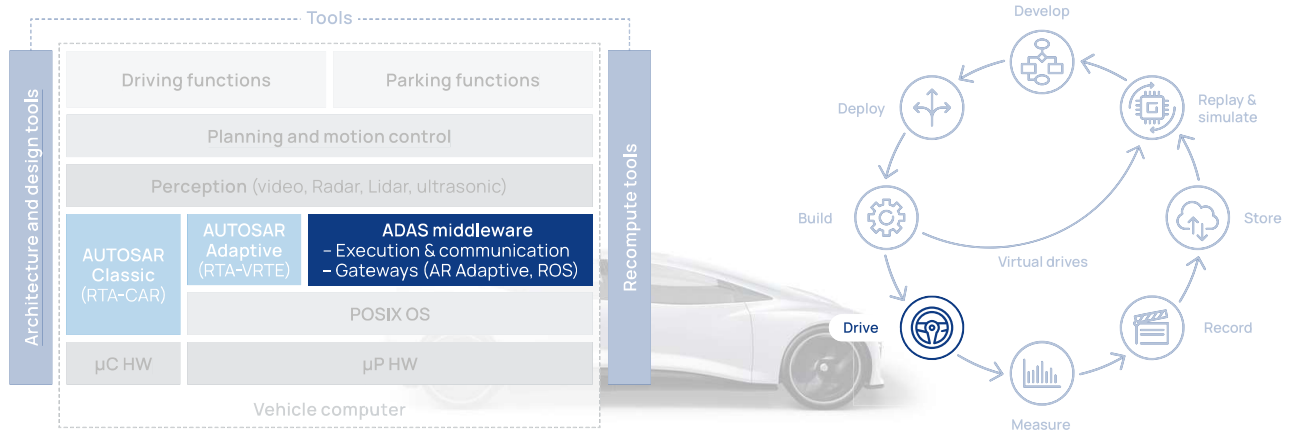 Tools
Architecture and design tools
Driving functions
Parking functions
Planning and motion control
Perception (video, Radar, Lidar, ultrasonic)
AUTOSAR
Classic
(RTA-CAR)
AUTOSAR
Adaptive
(RTA-VRTE)
ADAS middleware
– Execution & communication
– Gateways (AR Adaptive, ROS)
POSIX OS
µC HW
µP HW
Vehicle computer
Recompute tools
Develop
Deploy
Replay &
simulate
Build
Store
Virtual drives
Drive
Record
Measure